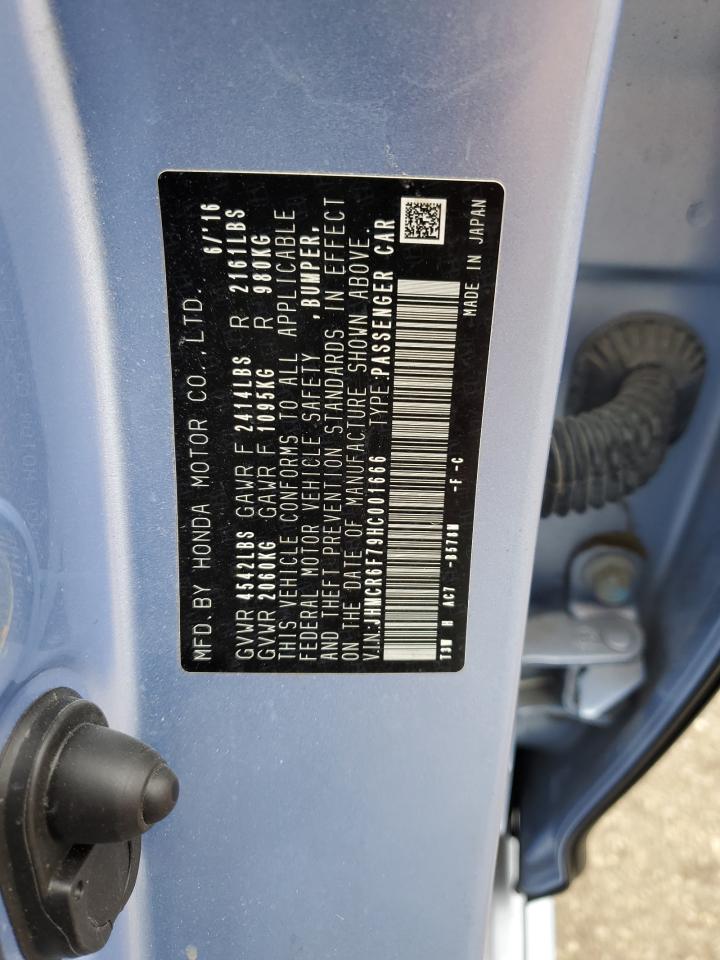 MFD. BY HONDA MOTOR CO.,LTD. 6/'16
GVWR 4542LBS GAWR F 2414LBS R 2161LBS
GVWR 2060KG GAWR F 1095KG R 980KG
THIS VEHICLE CONFORMS TO ALL APPLICABLE
FEDERAL MOTOR VEHICLE SAFETY ,BUMPER,
AND THEFT PREVENTION STANDARDS IN EFFECT
ON THE DATE OF MANUFACTURE SHOWN ABOVE.
V.I.N:JHMCR6F79HC001666 TYPE:PASSENGER CAR
T3W H AC7 -B578M -F -C MADE IN JAPAN